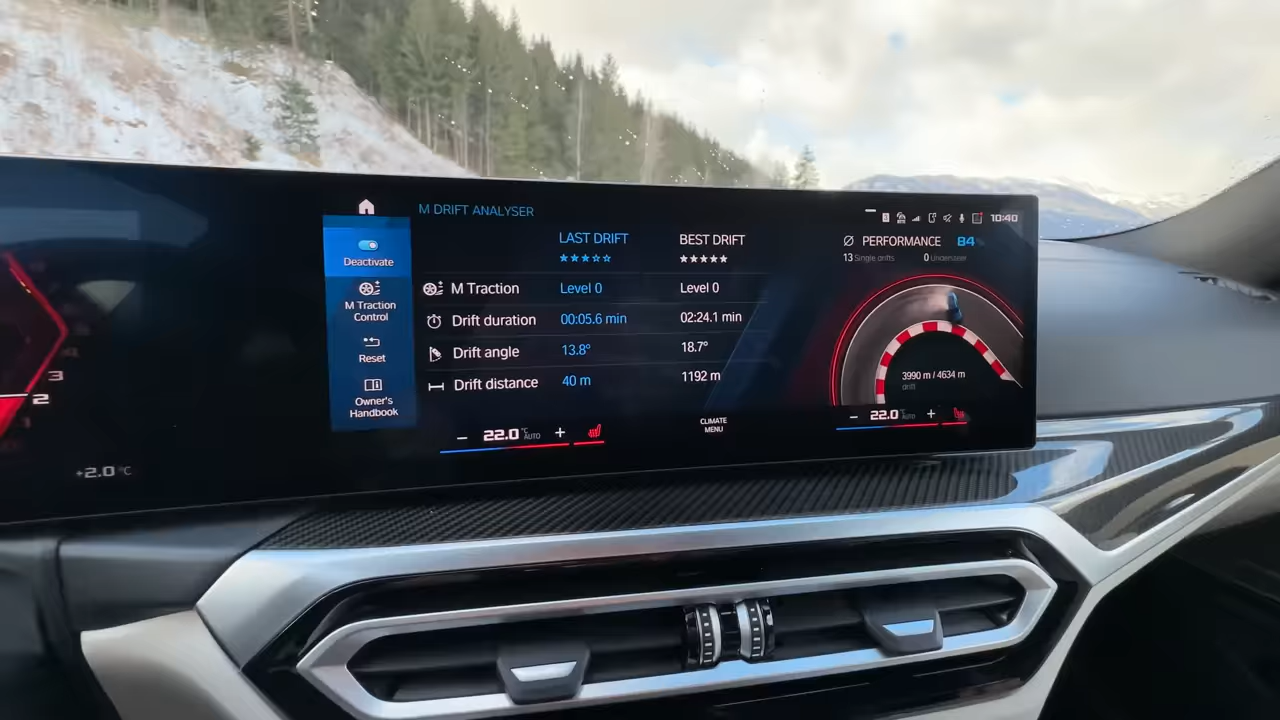 M DRIFT ANALYSER
10:40
Deactivate
M Traction
Control
Reset
Owner's
Handbook
LAST DRIFT BEST DRIFT
M Traction Level 0 Level 0
Drift duration 00:05.6 min 02:24.1 min
Drift angle 13.8° 18.7°
Drift distance 40 m 1192 m
Ø PERFORMANCE 84
13 Single drifts 0 Understeer
3990 m / 4634 m
drift
3
2
+2.0 °C
− 22.0 °C AUTO +
CLIMATE
MENU
− 22.0 °C AUTO +